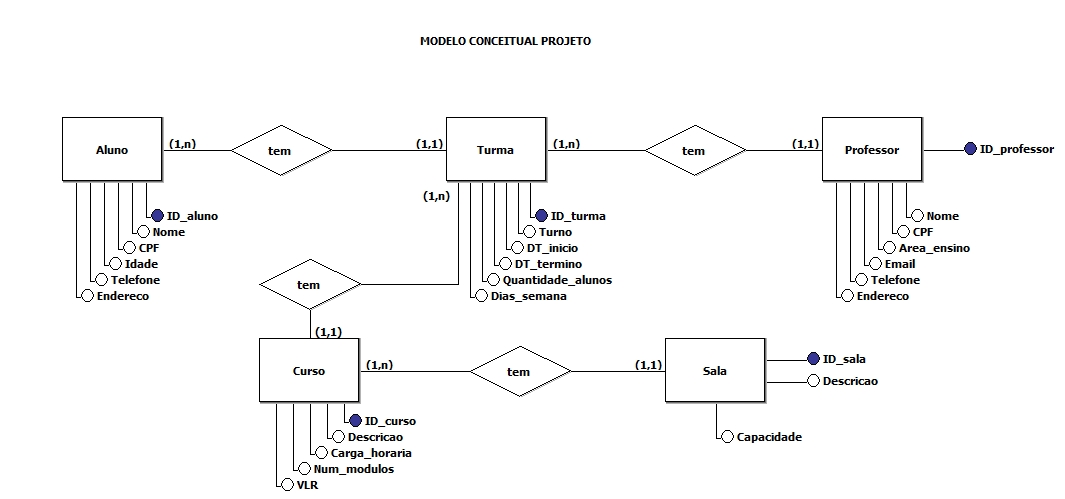 MODELO CONCEITUAL PROJETO
Aluno
(1,n)
tem
(1,1)
Turma
(1,n)
tem
(1,1)
Professor
ID_professor
(1,n)
ID_aluno
Nome
CPF
Idade
Telefone
Endereco
ID_turma
Turno
DT_inicio
DT_termino
Quantidade_alunos
Dias_semana
Nome
CPF
Area_ensino
Email
Telefone
Endereco
tem
(1,1)
Curso
(1,n)
tem
(1,1)
Sala
ID_sala
Descricao
Capacidade
ID_curso
Descricao
Carga_horaria
Num_modulos
VLR